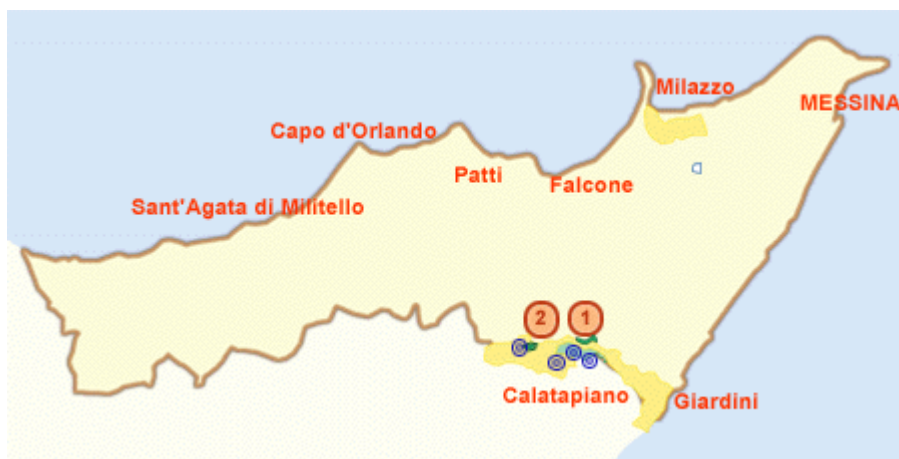 Milazzo
MESSINA
Capo d'Orlando
Patti
Falcone
Sant'Agata di Militello
2
1
Calatapiano
Giardini